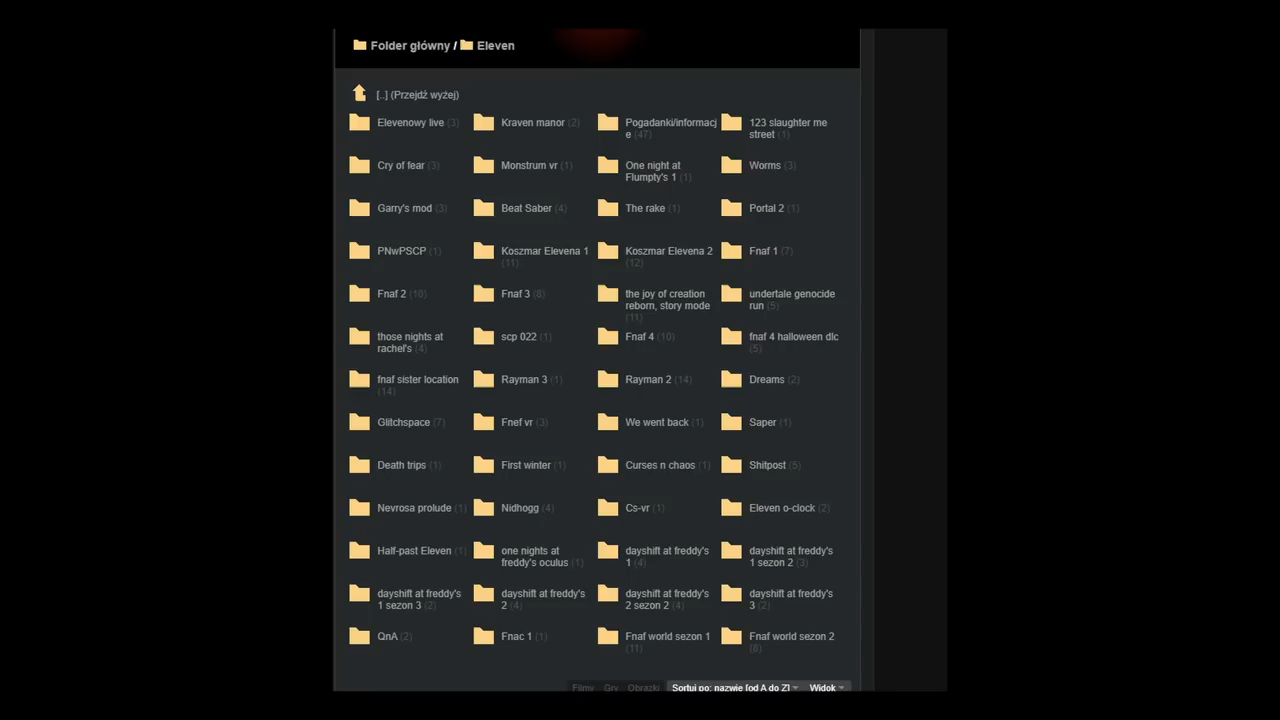 Folder główny / Eleven
[..] (Przejdź wyżej)
Elevenowy live (3)
Kraven manor (2)
Pogadanki/informacj
e (47)
123 slaughter me
street (1)
Cry of fear (3)
Monstrum vr (1)
One night at
Flumpty's 1 (1)
Worms (3)
Garry's mod (3)
Beat Saber (4)
The rake (1)
Portal 2 (1)
PNwPSCP (1)
Koszmar Elevena 1
(11)
Koszmar Elevena 2
(12)
Fnaf 1 (7)
Fnaf 2 (10)
Fnaf 3 (8)
the joy of creation
reborn, story mode
(11)
undertale genocide
run (5)
those nights at
rachel's (4)
scp 022 (1)
Fnaf 4 (10)
fnaf 4 halloween dlc
(5)
fnaf sister location
(14)
Rayman 3 (1)
Rayman 2 (14)
Dreams (2)
Glitchspace (7)
Fnef vr (3)
We went back (1)
Saper (1)
Death trips (1)
First winter (1)
Curses n chaos (1)
Shitpost (5)
Nevrosa prolude (1)
Nidhogg (4)
Cs-vr (1)
Eleven o-clock (2)
Half-past Eleven (1)
one nights at
freddy's oculus (1)
dayshift at freddy's
1 (4)
dayshift at freddy's
1 sezon 2 (3)
dayshift at freddy's
1 sezon 3 (2)
dayshift at freddy's
2 (4)
dayshift at freddy's
2 sezon 2 (4)
dayshift at freddy's
3 (2)
QnA (2)
Fnac 1 (1)
Fnaf world sezon 1
(11)
Fnaf world sezon 2
(6)
Filmy Gry Obrazki Sortuj po: nazwie [od A do Z] Widok